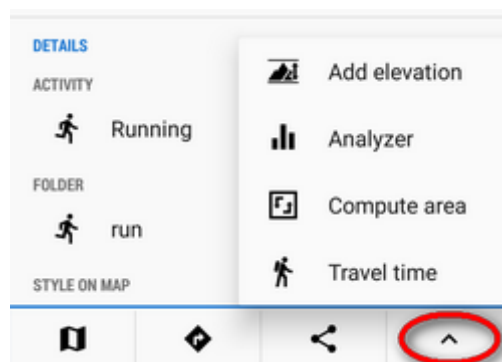 DETAILS
ACTIVITY
Running
FOLDER
run
STYLE ON MAP
Add elevation
Analyzer
Compute area
Travel time